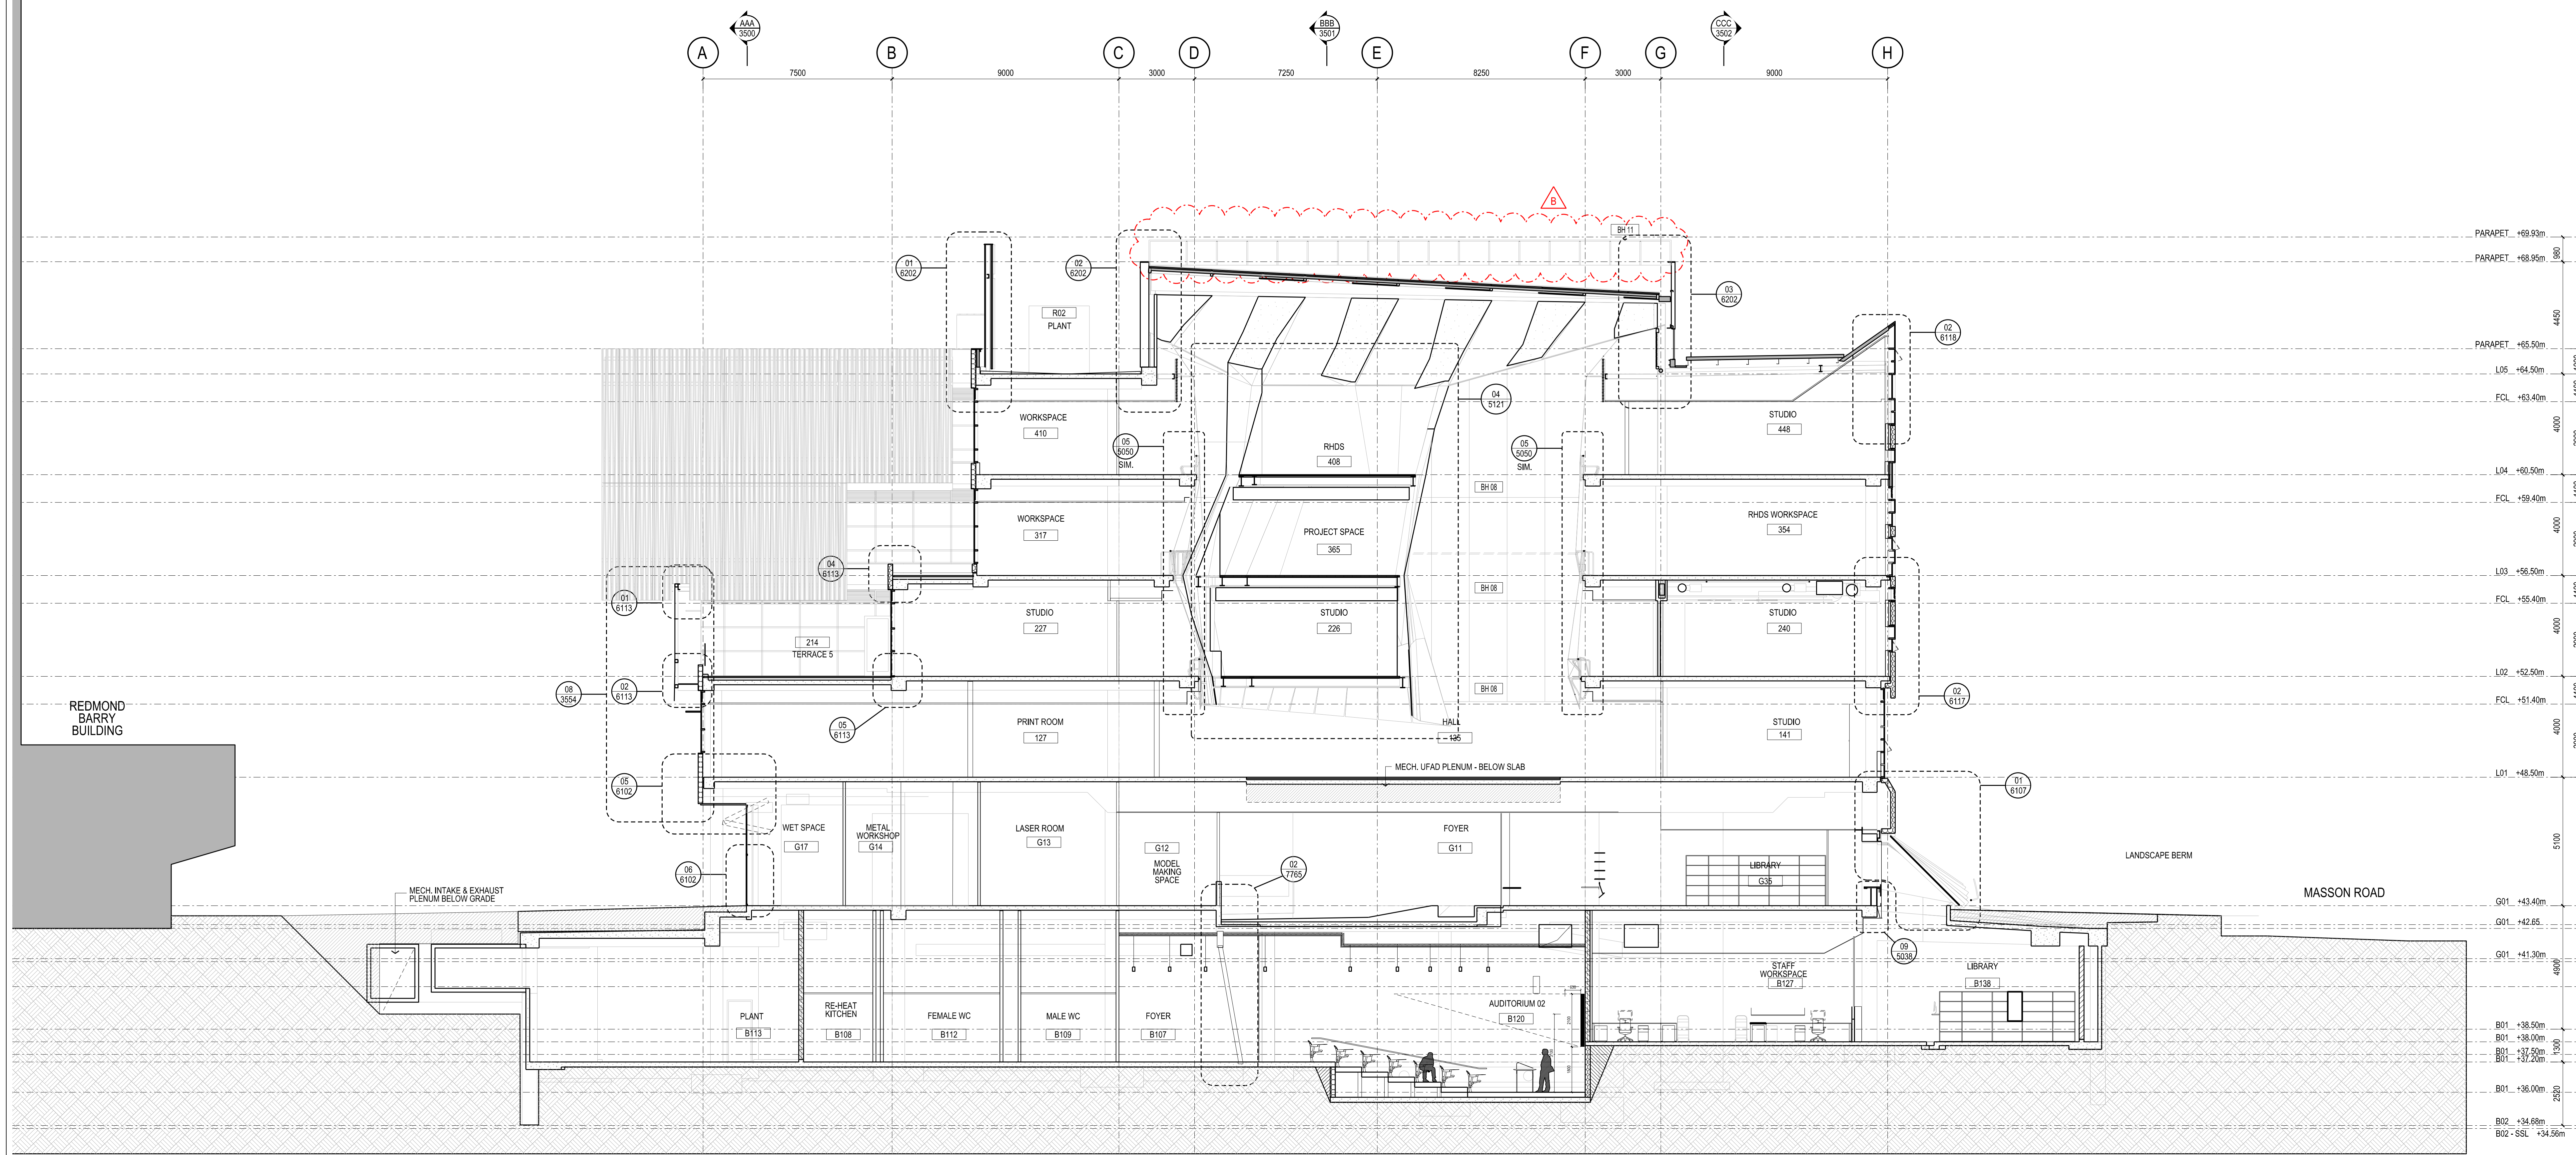 AAA
3500
BBB
3501
CCC
3502
A
B
C
D
E
F
G
H
7500
9000
3000
7250
8250
3000
9000
B
BH 11
PARAPET +69.93m
980
PARAPET +68.95m
01
6202
02
6202
03
6202
R02
PLANT
4450
02
6118
PARAPET +65.50m
L05 +64.50m
04
5121
FCL +63.40m
WORKSPACE
410
STUDIO
448
4000
05
5050
SIM.
RHDS
408
05
5050
SIM.
L04 +60.50m
BH 08
FCL +59.40m
WORKSPACE
317
RHDS WORKSPACE
354
4000
PROJECT SPACE
365
04
6113
L03 +56.50m
BH 08
01
6113
FCL +55.40m
STUDIO
227
STUDIO
226
STUDIO
240
4000
214
TERRACE 5
L02 +52.50m
08
3554
02
6113
BH 08
02
6117
FCL +51.40m
REDMOND
BARRY
BUILDING
05
6113
PRINT ROOM
127
HALL
135
STUDIO
141
4000
MECH. UFAD PLENUM - BELOW SLAB
L01 +48.50m
05
6102
01
6107
WET SPACE
G17
METAL
WORKSHOP
G14
LASER ROOM
G13
G12
MODEL
MAKING
SPACE
FOYER
G11
LIBRARY
G35
5100
LANDSCAPE BERM
06
6102
02
7765
MECH. INTAKE & EXHAUST
PLENUM BELOW GRADE
MASSON ROAD
G01 +43.40m
G01 +42.65
09
5038
G01 +41.30m
4900
STAFF
WORKSPACE
B127
LIBRARY
B138
PLANT
B113
RE-HEAT
KITCHEN
B108
FEMALE WC
B112
MALE WC
B109
FOYER
B107
AUDITORIUM 02
B120
B01 +38.50m
B01 +38.00m
1300
B01 +37.50m
B01 +37.20m
B01 +36.00m
2520
B02 +34.68m
B02 - SSL +34.56m